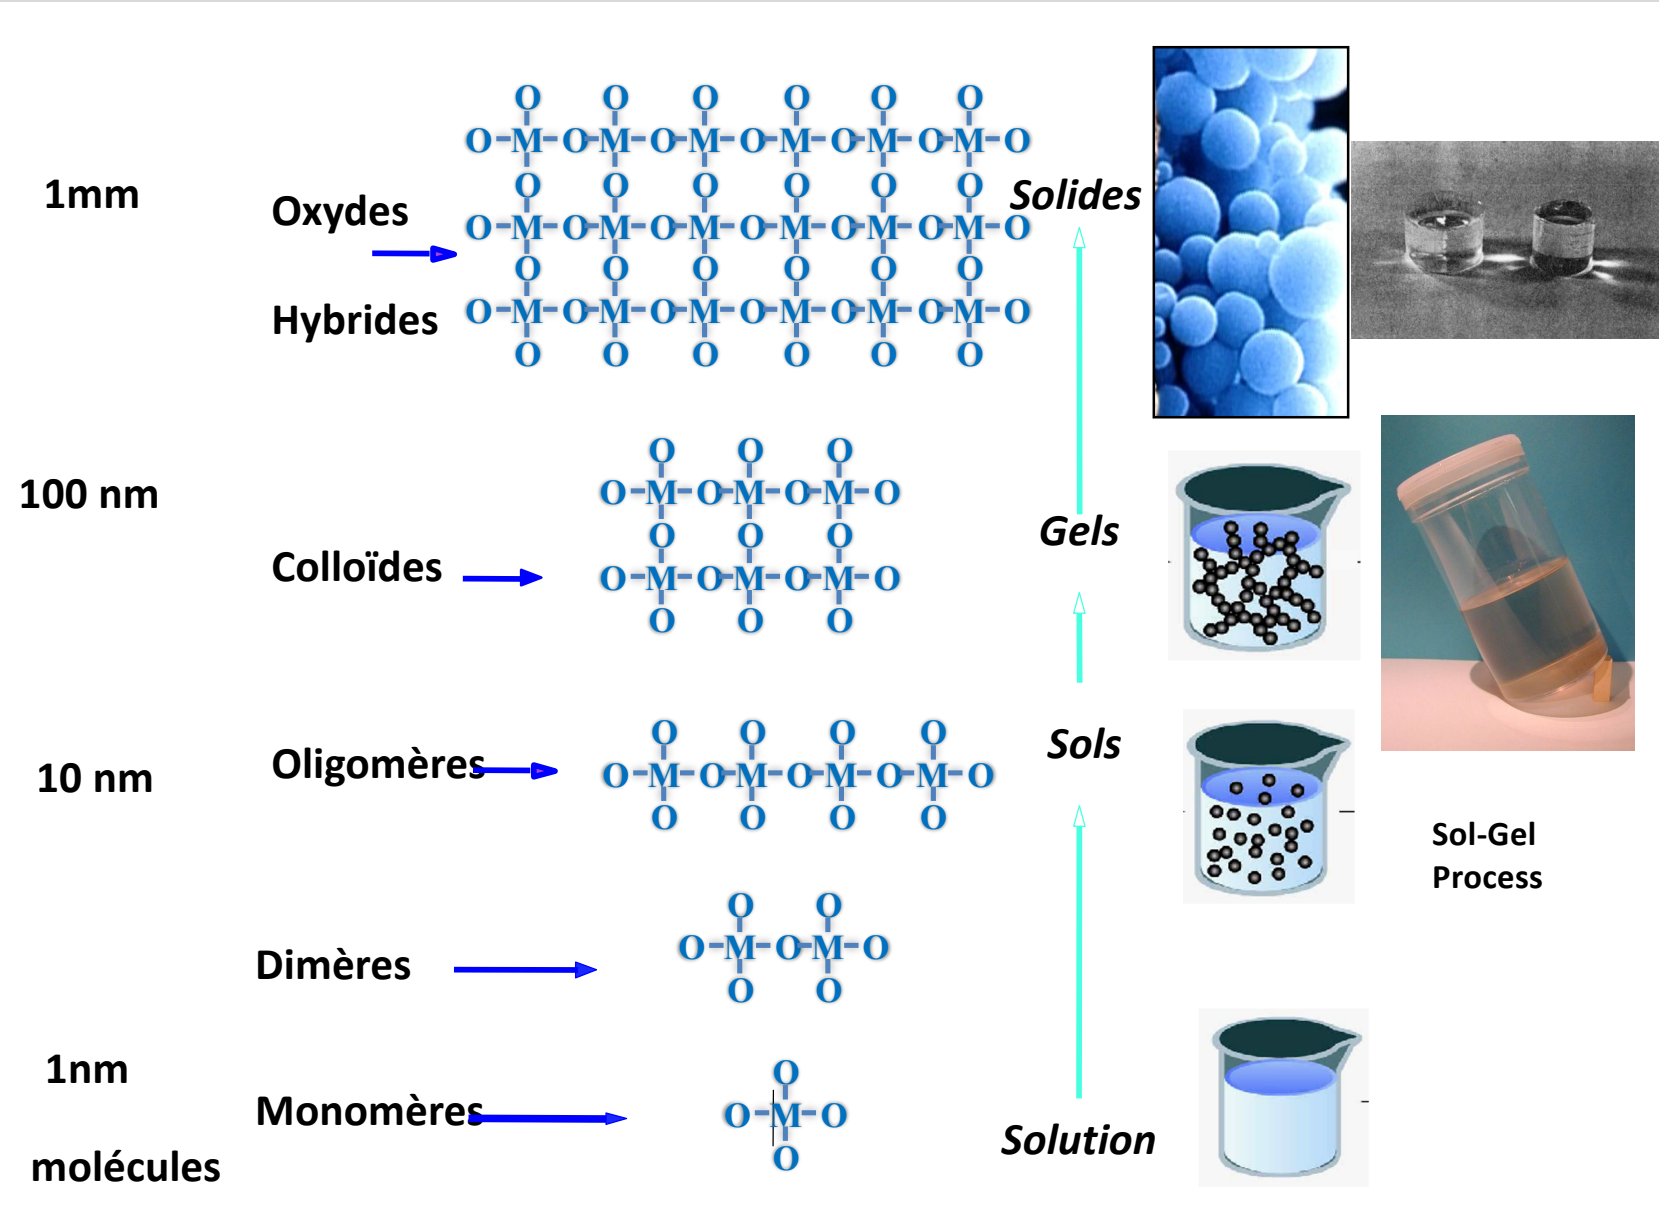 O O O O O O
O-M-O-M-O-M-O-M-O-M-O-M-O
1mm
Oxydes
O O O O O O
Solides
O-M-O-M-O-M-O-M-O-M-O-M-O
O O O O O O
Hybrides
O-M-O-M-O-M-O-M-O-M-O-M-O
O O O O O O
O O O
100 nm
O-M-O-M-O-M-O
O O O
Gels
Colloïdes
O-M-O-M-O-M-O
O O O
O O O O
Sols
10 nm
Oligomères
O-M-O-M-O-M-O-M-O
O O O O
Sol-Gel
Process
O O
Dimères
O-M-O-M-O
O O
1nm
O
Monomères
O-M-O
O
Solution
molécules